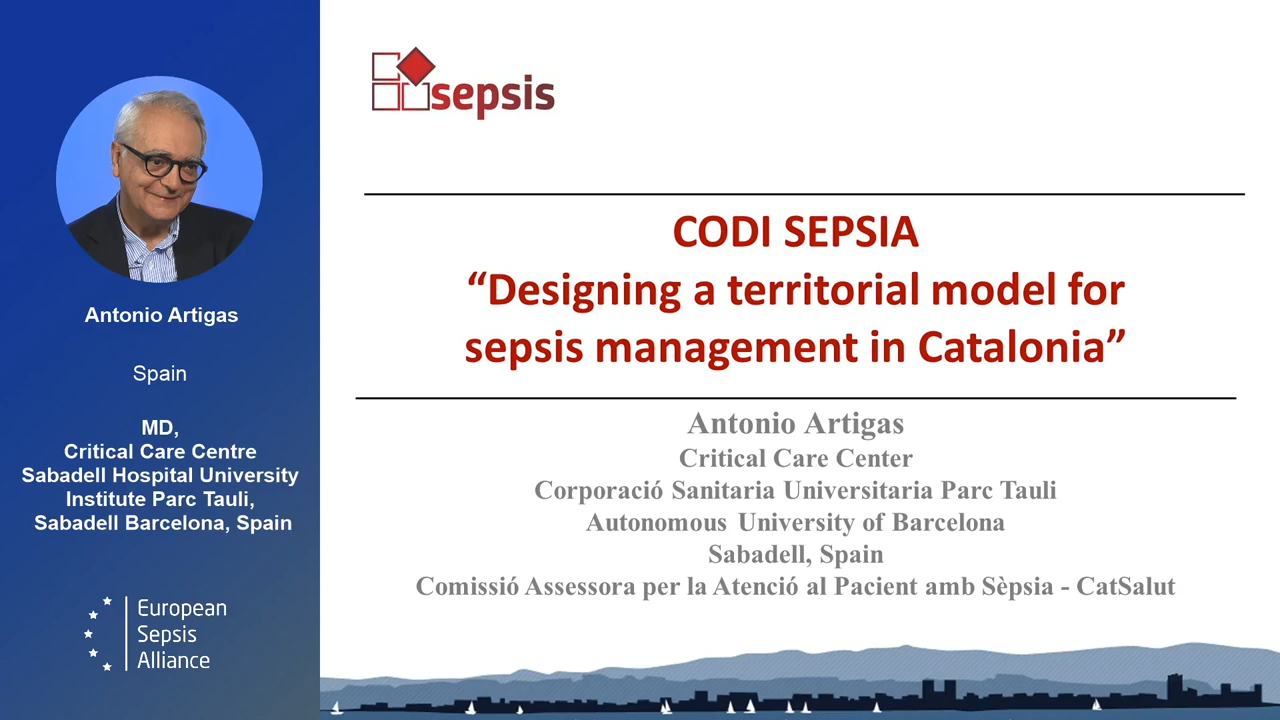 Antonio Artigas
Spain
MD,
Critical Care Centre
Sabadell Hospital University
Institute Parc Tauli,
Sabadell Barcelona, Spain
European
Sepsis
Alliance
sepsis
CODI SEPSIA
“Designing a territorial model for
sepsis management in Catalonia”
Antonio Artigas
Critical Care Center
Corporació Sanitaria Universitaria Parc Tauli
Autonomous University of Barcelona
Sabadell, Spain
Comissió Assessora per la Atenció al Pacient amb Sèpsia - CatSalut